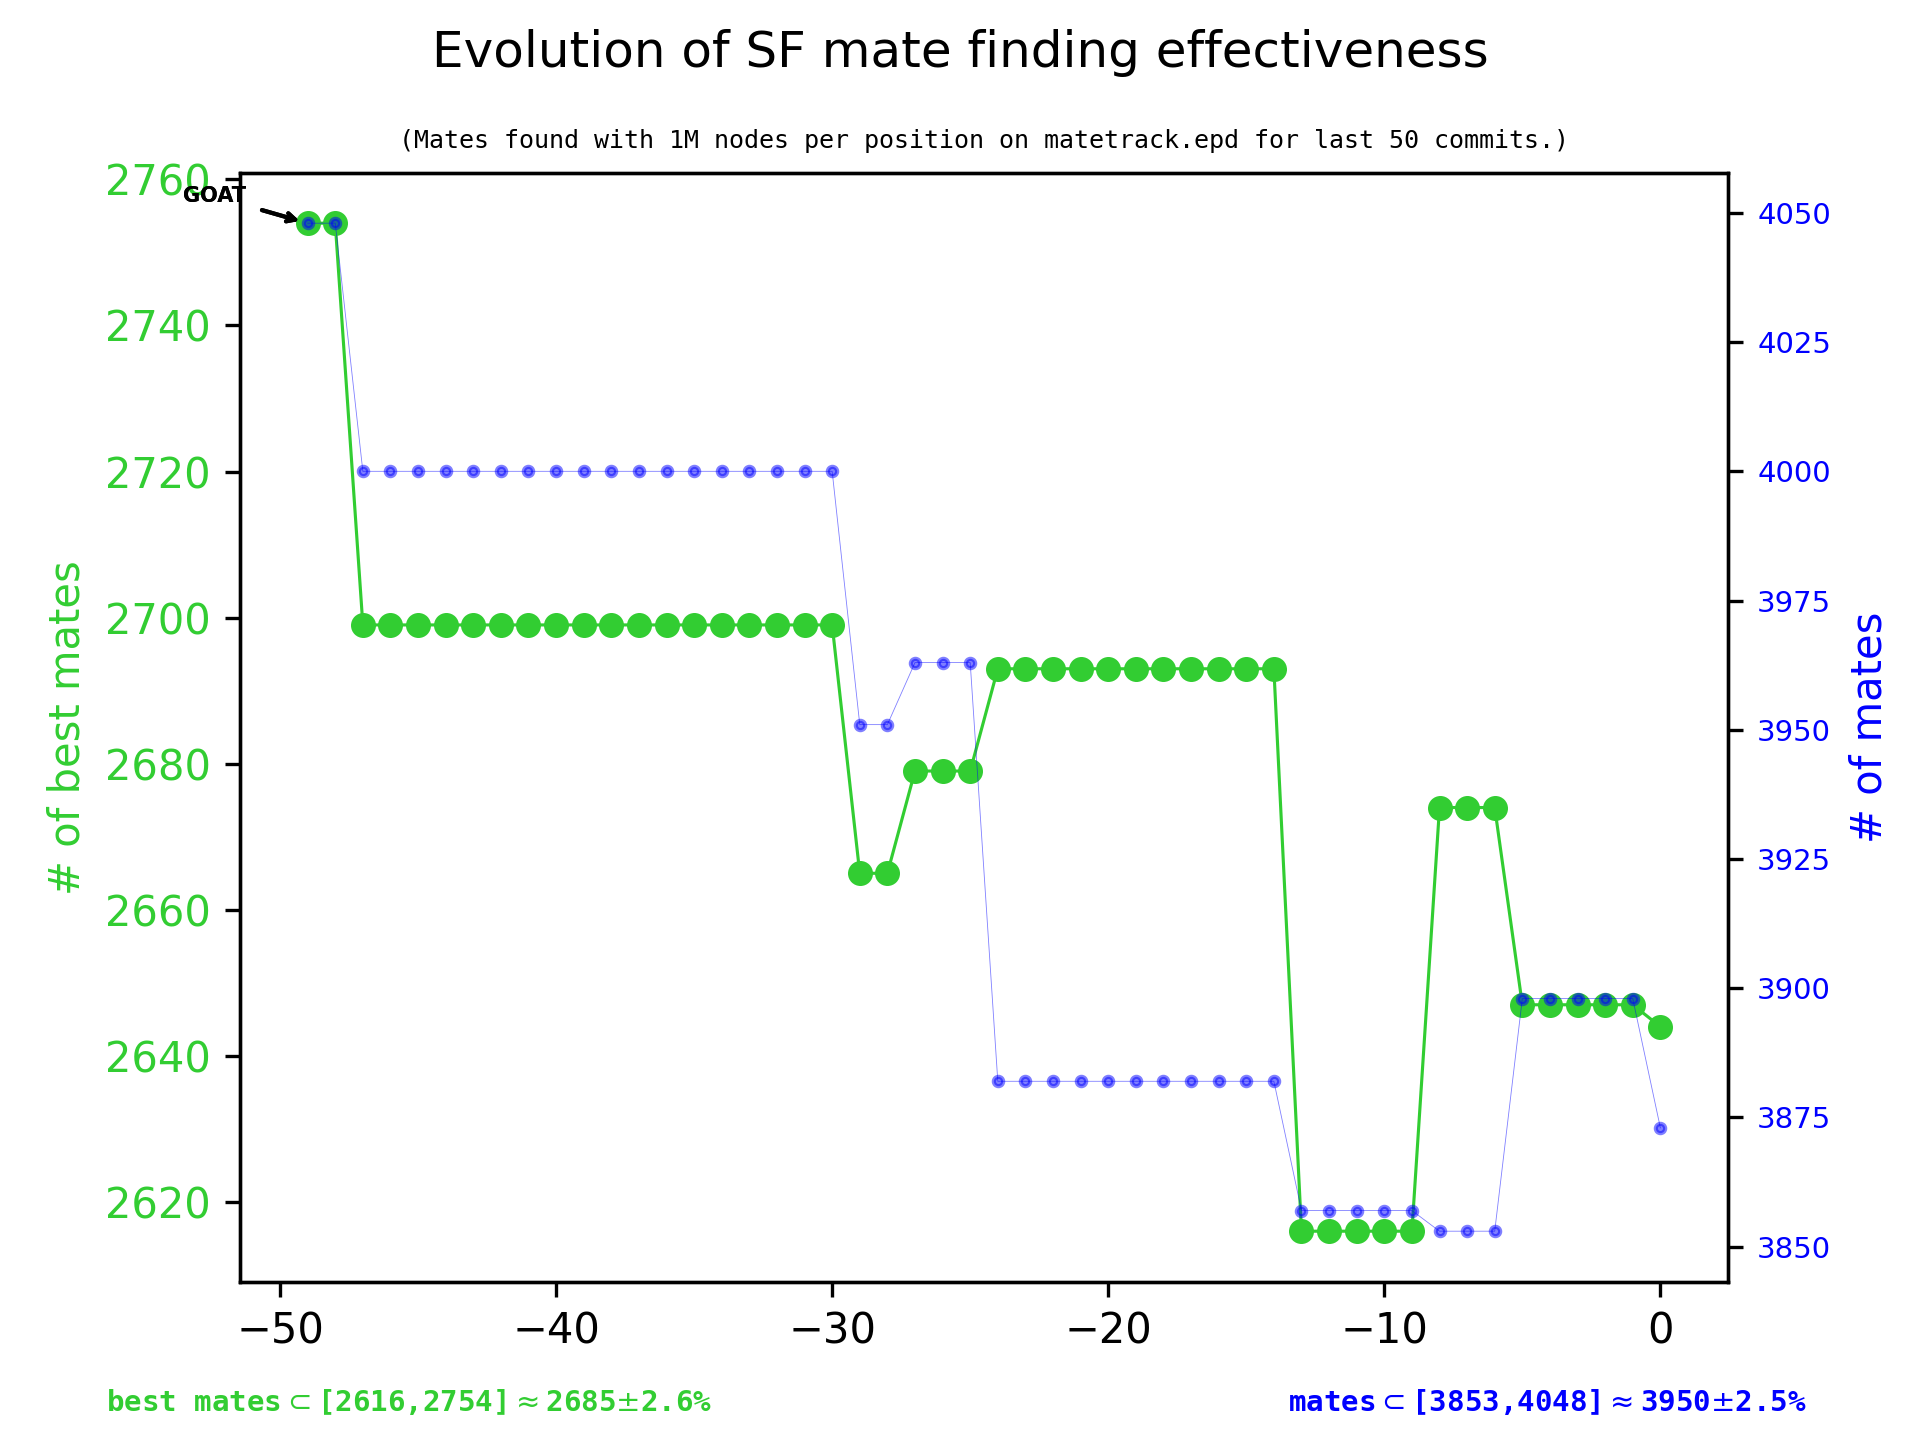 Evolution of SF mate finding effectiveness
(Mates found with 1M nodes per position on matetrack.epd for last 50 commits.)
GOAT
# of best mates
2760
2740
2720
2700
2680
2660
2640
2620
4050
4025
4000
3975
3950
3925
3900
3875
3850
# of mates
−50 −40 −30 −20 −10 0
best mates⊂[2616,2754]≈2685±2.6%
mates⊂[3853,4048]≈3950±2.5%